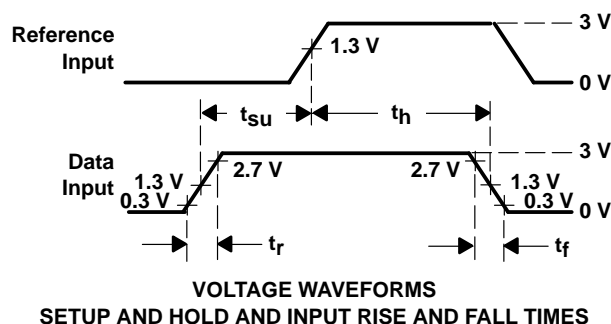 Reference
Input
3 V
1.3 V
0 V
tsu
th
Data
Input
3 V
2.7 V
2.7 V
1.3 V
1.3 V
0.3 V
0.3 V
0 V
tr
tf
VOLTAGE WAVEFORMS
SETUP AND HOLD AND INPUT RISE AND FALL TIMES